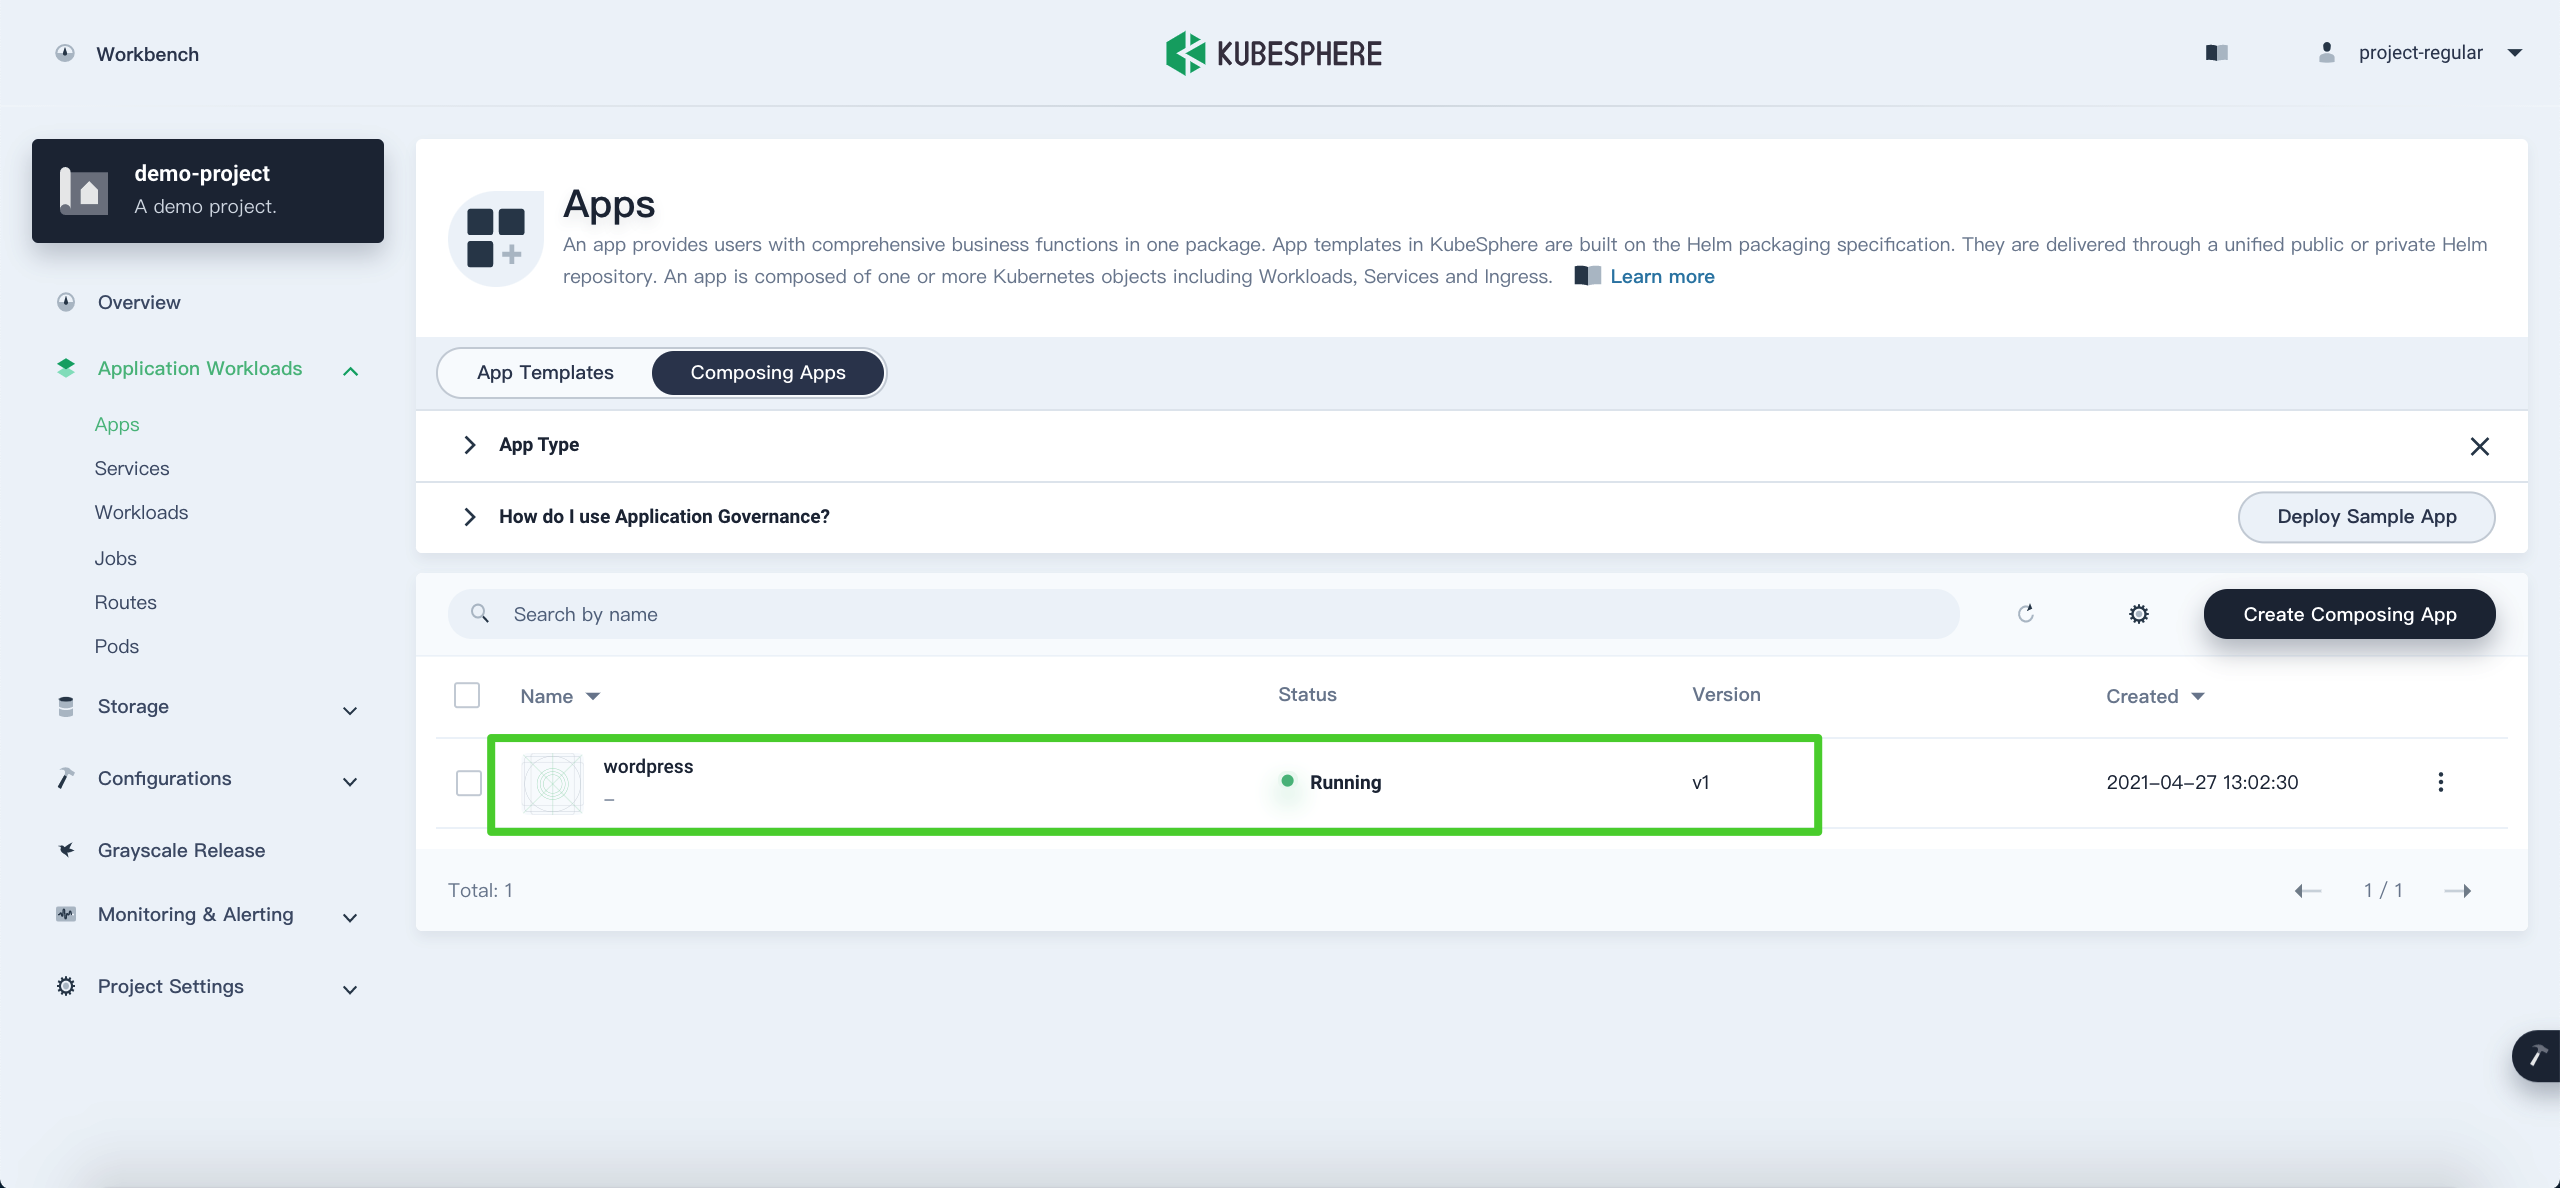 Workbench
KUBESPHERE
project-regular
demo-project
A demo project.
Overview
Application Workloads
Apps
Services
Workloads
Jobs
Routes
Pods
Storage
Configurations
Grayscale Release
Monitoring & Alerting
Project Settings
Apps
An app provides users with comprehensive business functions in one package. App templates in KubeSphere are built on the Helm packaging specification. They are delivered through a unified public or private Helm
repository. An app is composed of one or more Kubernetes objects including Workloads, Services and Ingress. Learn more
App Templates Composing Apps
App Type
How do I use Application Governance? Deploy Sample App
Search by name Create Composing App
Name Status Version Created
wordpress
–
Running v1 2021-04-27 13:02:30
Total: 1 1 / 1